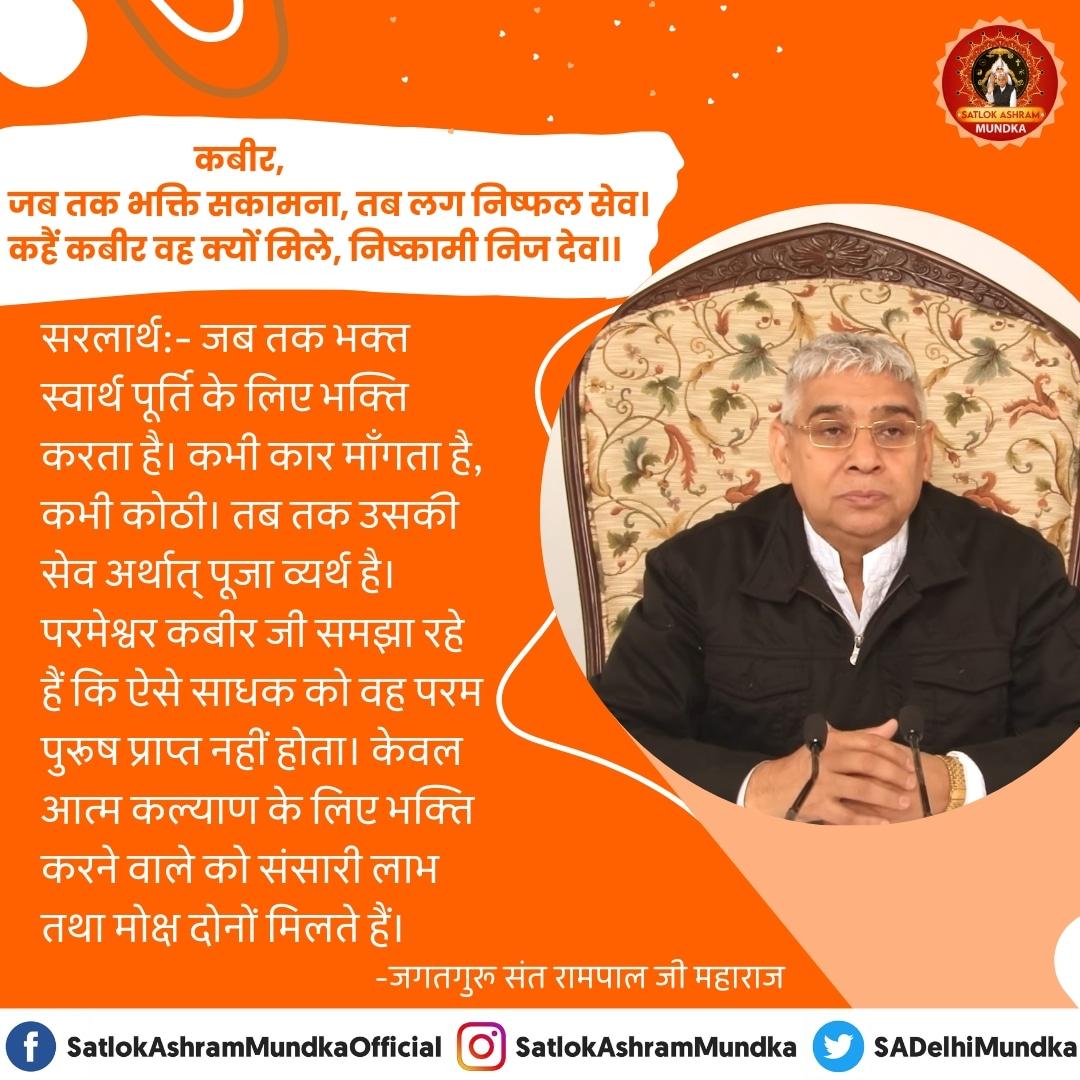 SATLOK ASHRAM
MUNDKA
कबीर,
जब तक भक्ति सकामना, तब लग निष्फल सेव।
कहैं कबीर वह क्यों मिले, निष्कामी निज देव।।
सरलार्थ:- जब तक भक्त
स्वार्थ पूर्ति के लिए भक्ति
करता है। कभी कार माँगता है,
कभी कोठी। तब तक उसकी
सेव अर्थात् पूजा व्यर्थ है।
परमेश्वर कबीर जी समझा रहे
हैं कि ऐसे साधक को वह परम
पुरूष प्राप्त नहीं होता। केवल
आत्म कल्याण के लिए भक्ति
करने वाले को संसारी लाभ
तथा मोक्ष दोनों मिलते हैं।
-जगतगुरू संत रामपाल जी महाराज
SatlokAshramMundkaOfficial SatlokAshramMundka SADelhiMundka